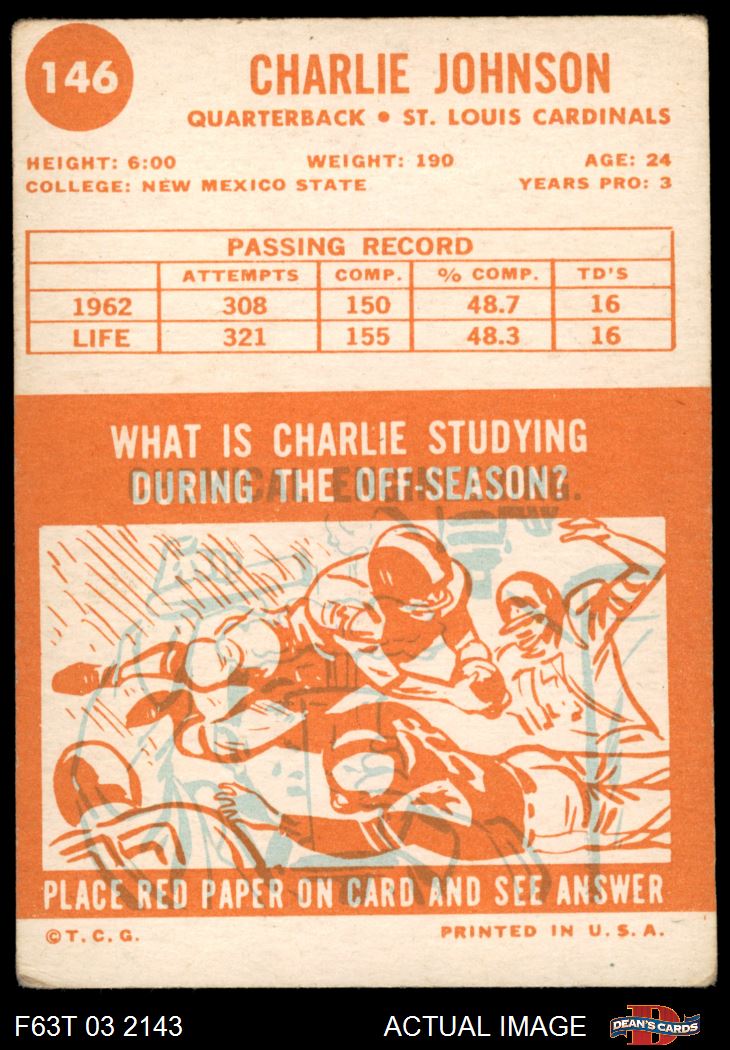 146
CHARLIE JOHNSON
QUARTERBACK • ST. LOUIS CARDINALS
HEIGHT: 6:00 WEIGHT: 190 AGE: 24
COLLEGE: NEW MEXICO STATE YEARS PRO: 3
PASSING RECORD
ATTEMPTS COMP. % COMP. TD'S
1962 308 150 48.7 16
LIFE 321 155 48.3 16
WHAT IS CHARLIE STUDYING
DURING THE OFF-SEASON?
CHEMICAL ENGINEERING.
PLACE RED PAPER ON CARD AND SEE ANSWER
©T.C.G. PRINTED IN U.S.A.
F63T 03 2143 ACTUAL IMAGE
D
DEAN'S CARDS